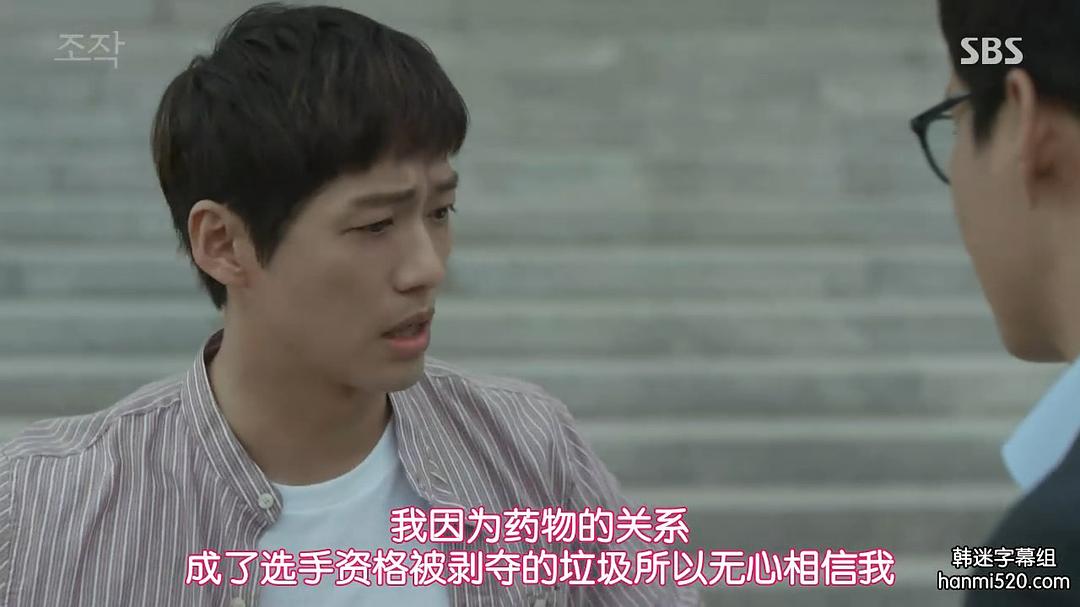 조작
SBS
我因为药物的关系
成了选手资格被剥夺的垃圾所以无心相信我
韩迷字幕组
hanmi520.com